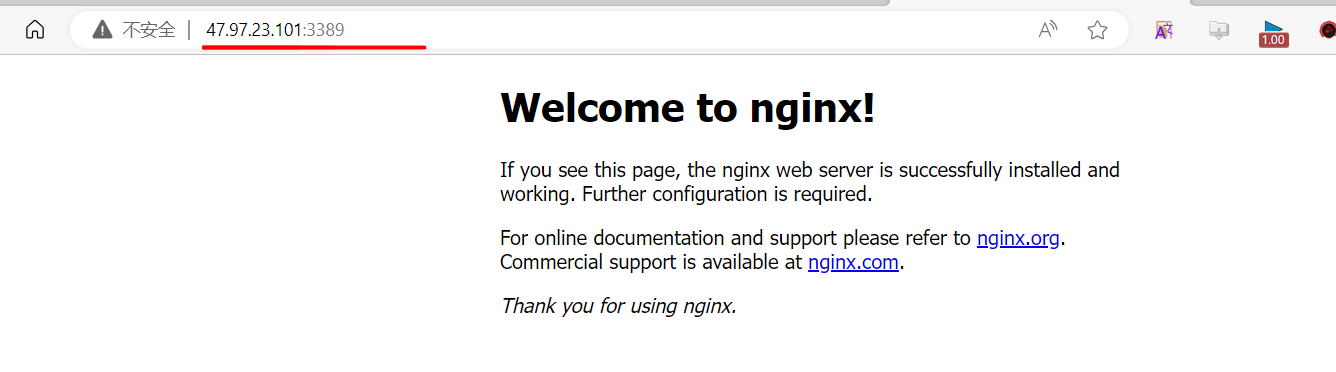 不安全 | 47.97.23.101:3389
A
1.00
Welcome to nginx!
If you see this page, the nginx web server is successfully installed and
working. Further configuration is required.
For online documentation and support please refer to nginx.org.
Commercial support is available at nginx.com.
Thank you for using nginx.